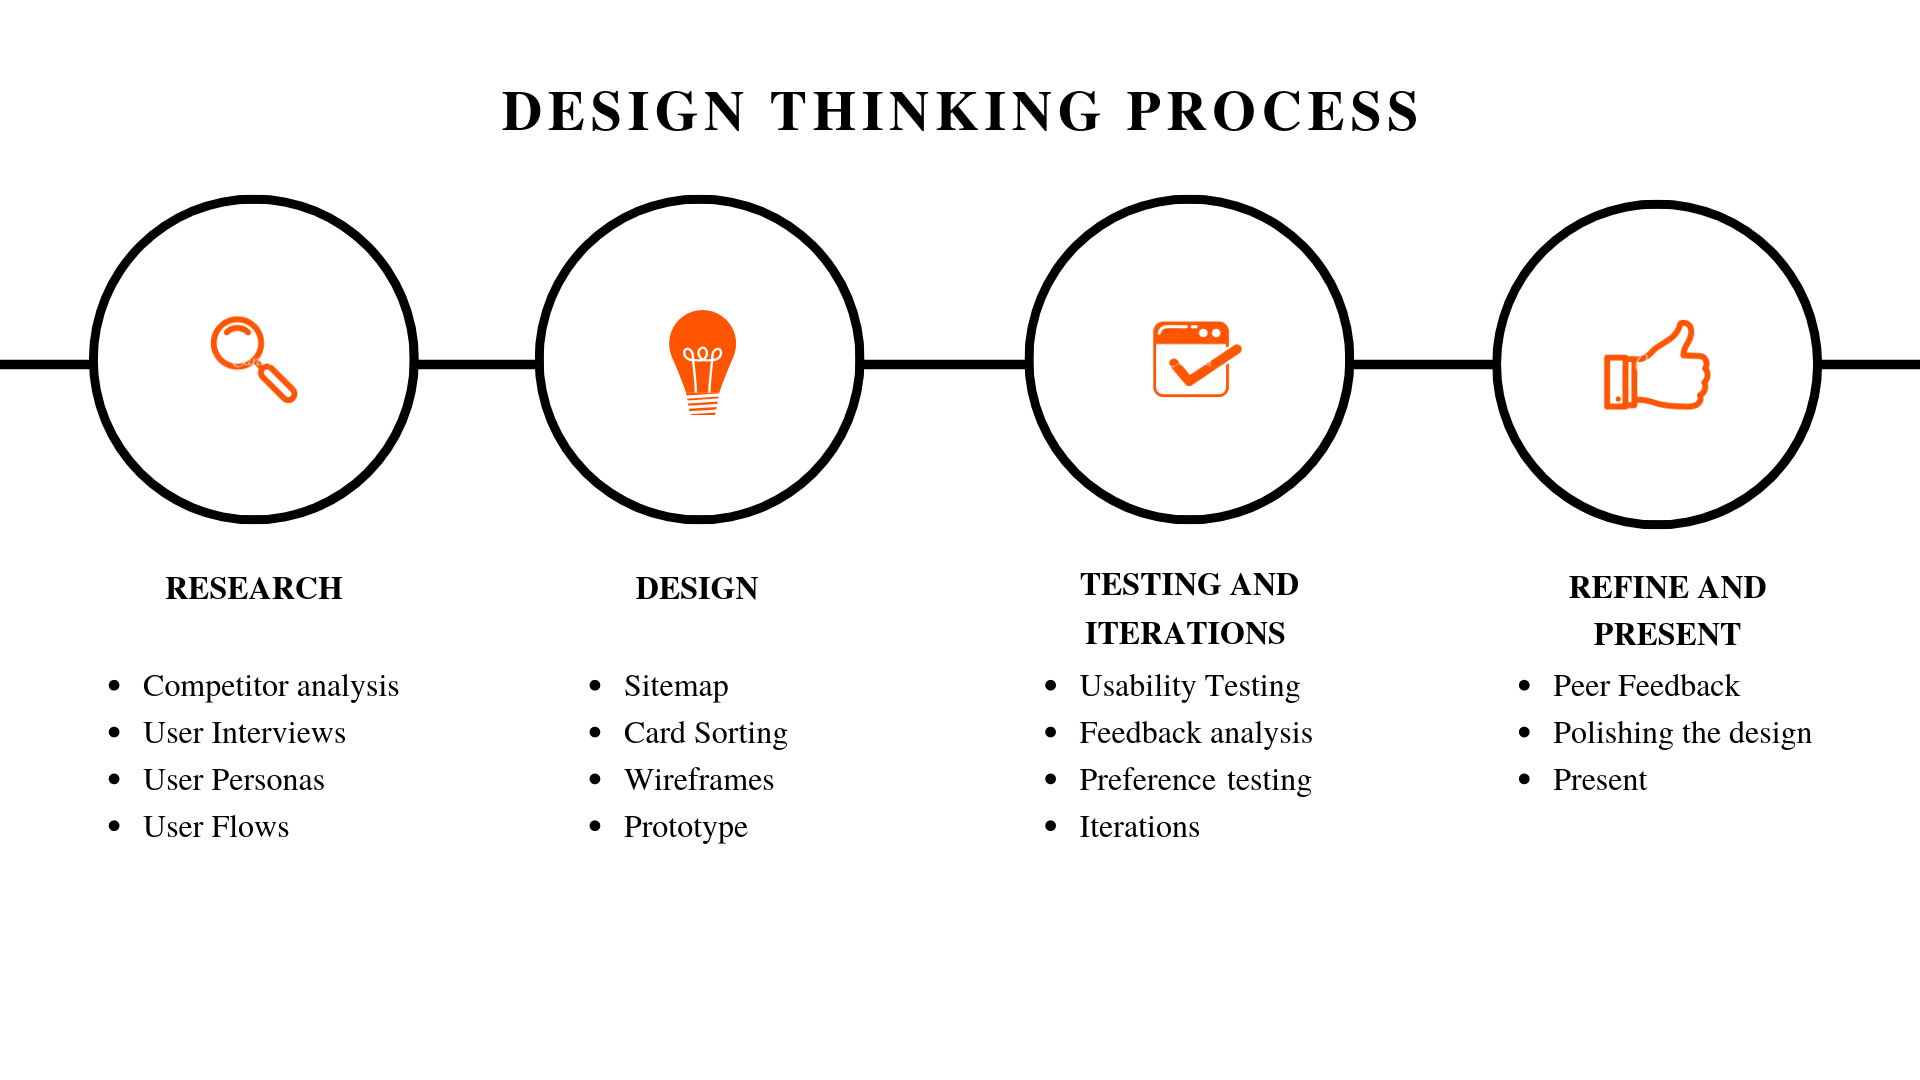 DESIGN THINKING PROCESS
RESEARCH
• Competitor analysis
• User Interviews
• User Personas
• User Flows
DESIGN
• Sitemap
• Card Sorting
• Wireframes
• Prototype
TESTING AND
ITERATIONS
• Usability Testing
• Feedback analysis
• Preference testing
• Iterations
REFINE AND
PRESENT
• Peer Feedback
• Polishing the design
• Present